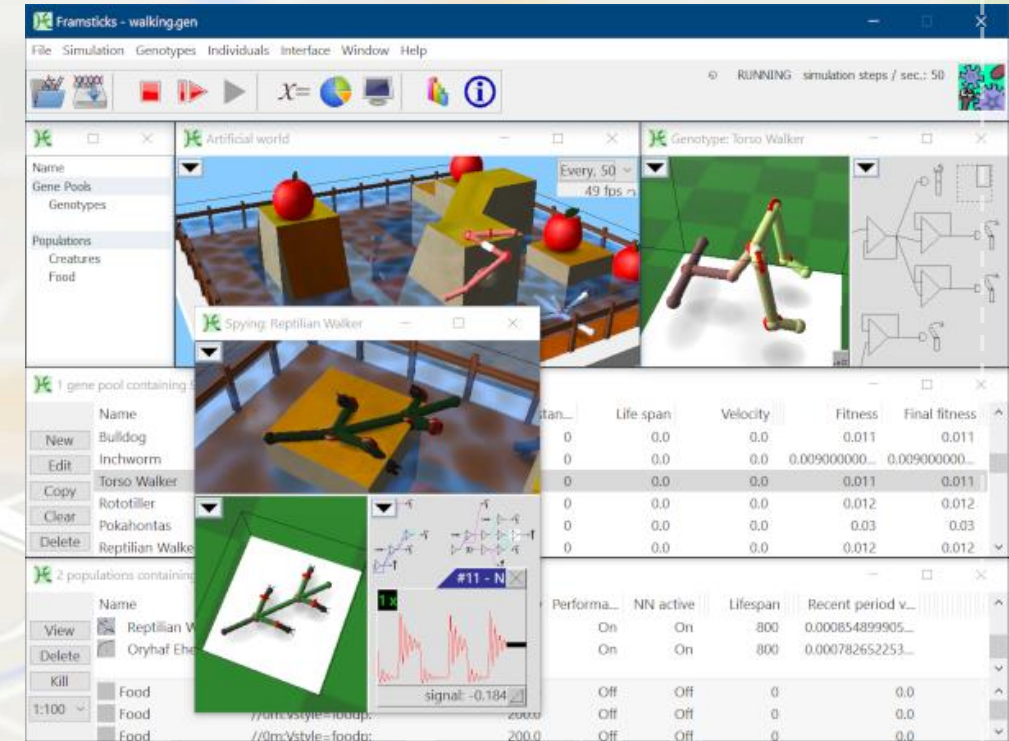 Framsticks - walking.gen
File Simulation Genotypes Individuals Interface Window Help
x=
RUNNING simulation steps / sec.: 50
Name
Gene Pools
Genotypes
Populations
Creatures
Food
Artificial world
Every, 50
49 fps
Genotype: Torso Walker
Spying: Reptilian Walker
#11 - N
1 x
signal: -0.184
1 gene pool containing
Name Life span Velocity Fitness Final fitness
New
Edit
Copy
Clear
Delete
Bulldog 0 0.0 0.0 0.011 0.011
Inchworm 0 0.0 0.0 0.009000000... 0.009000000...
Torso Walker 0 0.0 0.0 0.011 0.011
Rototiller 0 0.0 0.0 0.012 0.012
Pokahontas 0 0.0 0.0 0.03 0.03
Reptilian Walke 0 0.0 0.0 0.012 0.012
2 populations containing
Name Performa... NN active Lifespan Recent period v...
View
Delete
Kill
1:100
Reptilian W On On 800 0.000854899905...
Oryhaf Ehe On On 800 0.000782652253...
Food Off Off 0 0.0
Food //0m:Vstyle=foodp: 200.0 Off Off 0 0.0
Food //0m:Vstyle=foodp: 200.0 Off Off 0 0.0